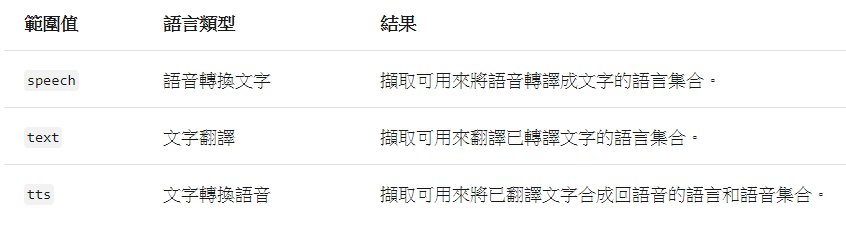 範圍值 語言類型 結果
speech 語音轉換文字 擷取可用來將語音轉譯成文字的語言集合。
text 文字翻譯 擷取可用來翻譯已轉譯文字的語言集合。
tts 文字轉換語音 擷取可用來將已翻譯文字合成回語音的語言和語音集合。